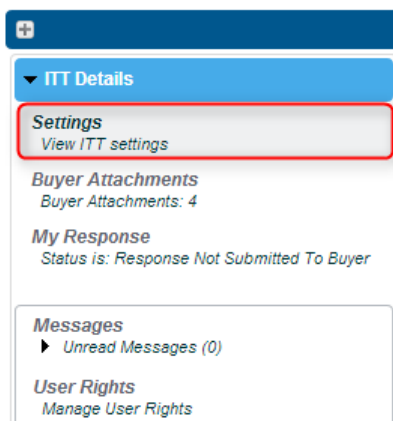 ITT Details
Settings
View ITT settings
Buyer Attachments
Buyer Attachments: 4
My Response
Status is: Response Not Submitted To Buyer
Messages
Unread Messages (0)
User Rights
Manage User Rights